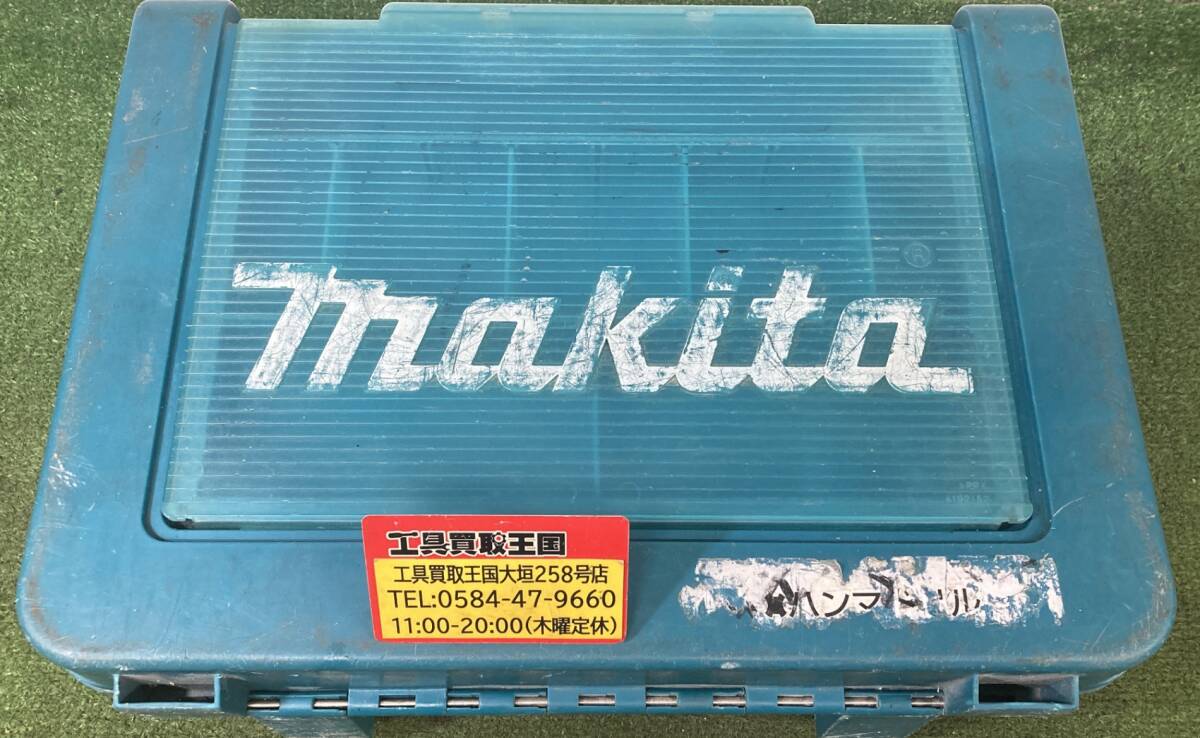 makita
®
工具買取王国
工具買取王国大垣258号店
TEL:0584-47-9660
11:00-20:00(木曜定休)
ハンマ ル